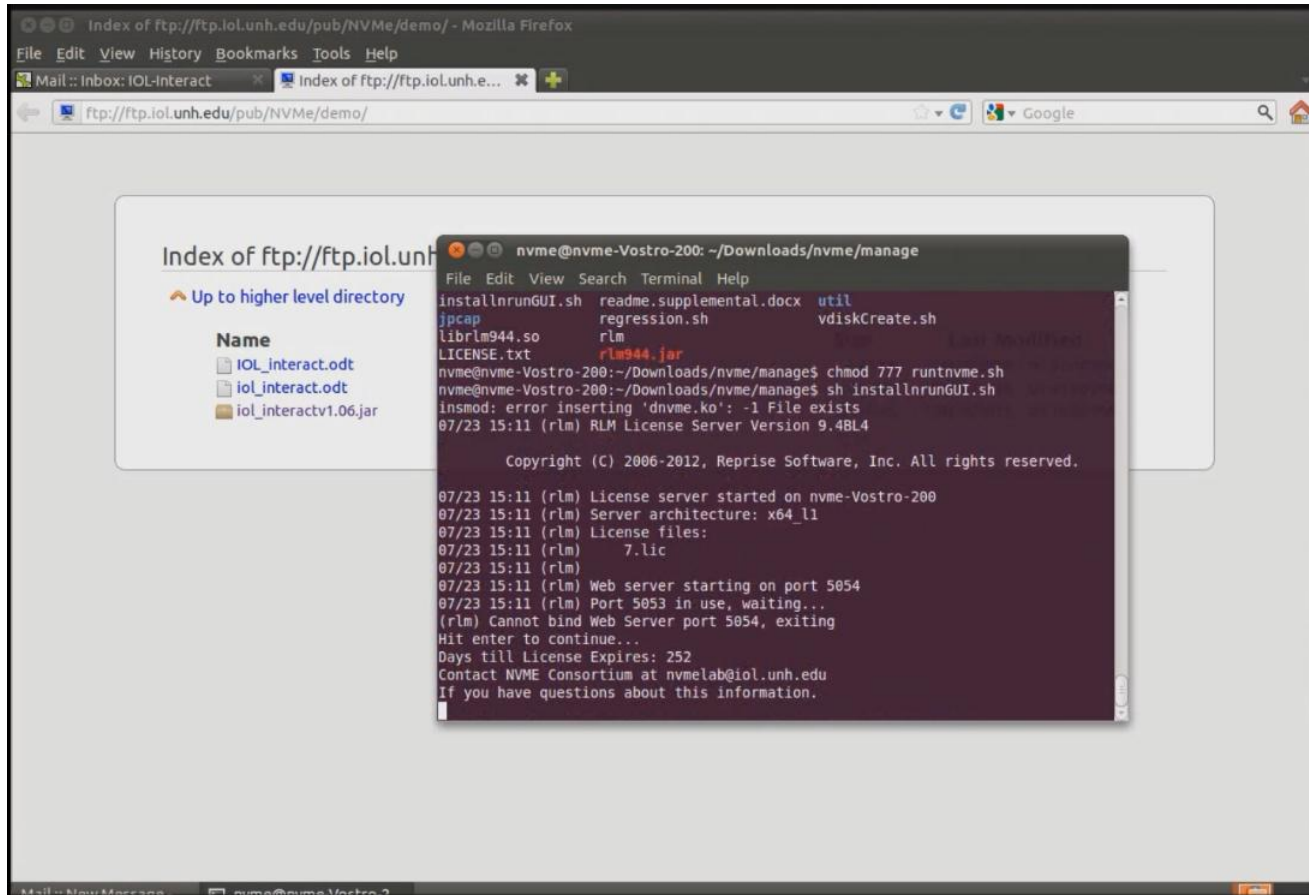 Index of ftp://ftp.iol.unh.edu/pub/NVMe/demo/ - Mozilla Firefox
File Edit View History Bookmarks Tools Help
Mail :: Inbox: IOL-Interact
Index of ftp://ftp.iol.unh.e...
ftp://ftp.iol.unh.edu/pub/NVMe/demo/
Google
Index of ftp://ftp.iol.unh
Up to higher level directory
Name
IOL_interact.odt
iol_interact.odt
iol_interactv1.06.jar
nvme@nvme-Vostro-200: ~/Downloads/nvme/manage
File Edit View Search Terminal Help
installnrunGUI.sh readme.supplemental.docx util
jpcap regression.sh vdiskCreate.sh
librlm944.so rlm
LICENSE.txt rlm944.jar
nvme@nvme-Vostro-200:~/Downloads/nvme/manage$ chmod 777 runtnvme.sh
nvme@nvme-Vostro-200:~/Downloads/nvme/manage$ sh installnrunGUI.sh
insmod: error inserting 'dnvme.ko': -1 File exists
07/23 15:11 (rlm) RLM License Server Version 9.4BL4
Copyright (C) 2006-2012, Reprise Software, Inc. All rights reserved.
07/23 15:11 (rlm) License server started on nvme-Vostro-200
07/23 15:11 (rlm) Server architecture: x64_l1
07/23 15:11 (rlm) License files:
07/23 15:11 (rlm) 7.lic
07/23 15:11 (rlm)
07/23 15:11 (rlm) Web server starting on port 5054
07/23 15:11 (rlm) Port 5053 in use, waiting...
(rlm) Cannot bind Web Server port 5054, exiting
Hit enter to continue...
Days till License Expires: 252
Contact NVME Consortium at nvmelab@iol.unh.edu
If you have questions about this information.
Mail :: New Message -
nvme@nvme-Vostro-2